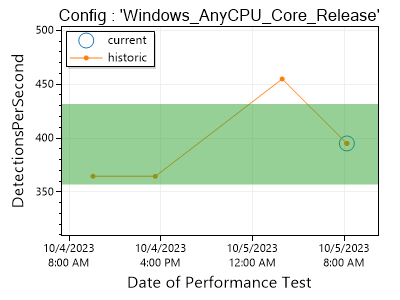 Config : 'Windows_AnyCPU_Core_Release'
current
historic
DetectionsPerSecond
500
450
400
350
10/4/2023 10/4/2023 10/5/2023 10/5/2023
8:00 AM 4:00 PM 12:00 AM 8:00 AM
Date of Performance Test